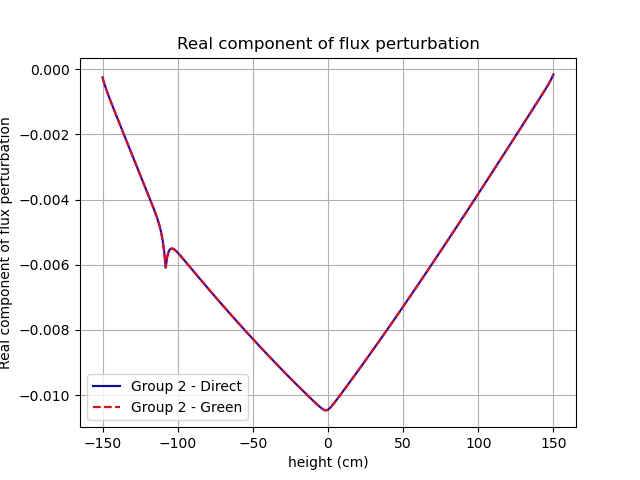 Real component of flux perturbation
Real component of flux perturbation
0.000
−0.002
−0.004
−0.006
−0.008
−0.010
Group 2 - Direct
Group 2 - Green
−150
−100
−50
0
50
100
150
height (cm)